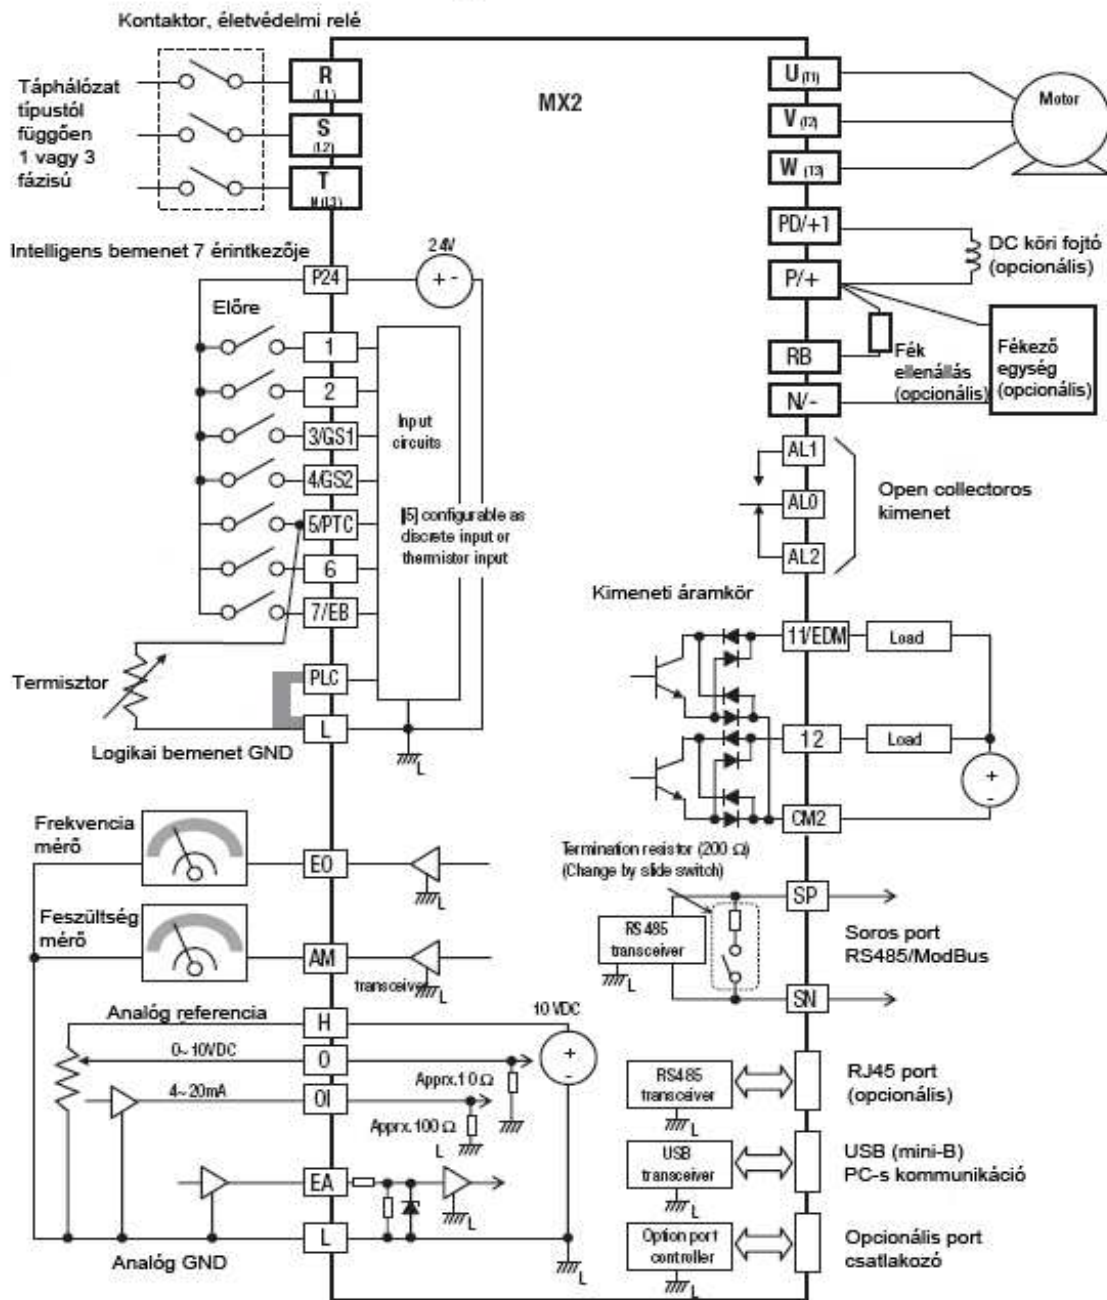 Kontaktor, életvédelmi relé
Táphálózat
típustól
függően
1 vagy 3
fázisú
R
(L1)
S
(L2)
T
N(L3)
MX2
U (T1)
V (T2)
W (T3)
Motor
PD/+1
P/+
DC köri fojtó
(opcionális)
RB
N/-
Fék
ellenállás
(opcionális)
Fékező
egység
(opcionális)
Intelligens bemenet 7 érintkezője
P24
24V
+ -
Előre
1
2
3/GS1
4/GS2
5/PTC
6
7/EB
PLC
L
Input
circuits
[5] configurable as
discrete input or
thermistor input
Termisztor
Logikai bemenet GND
L
AL1
AL0
AL2
Open collectoros
kimenet
Kimeneti áramkör
11/EDM
Load
12
Load
CM2
+
-
Frekvencia
mérő
EO
L
Feszültség
mérő
AM
transceiver
L
Termination resistor (200 Ω)
(Change by slide switch)
RS485
transceiver
L
SP
SN
Soros port
RS485/ModBus
Analóg referencia
H
10 VDC
+
-
0~10VDC
O
Apprx.10 Ω
4~20mA
OI
Apprx.100 Ω
L
L
EA
L
L
Analóg GND
L
RS485
transceiver
L
RJ45 port
(opcionális)
USB
transceiver
L
USB (mini-B)
PC-s kommunikáció
Option port
controller
L
Opcionális port
csatlakozó